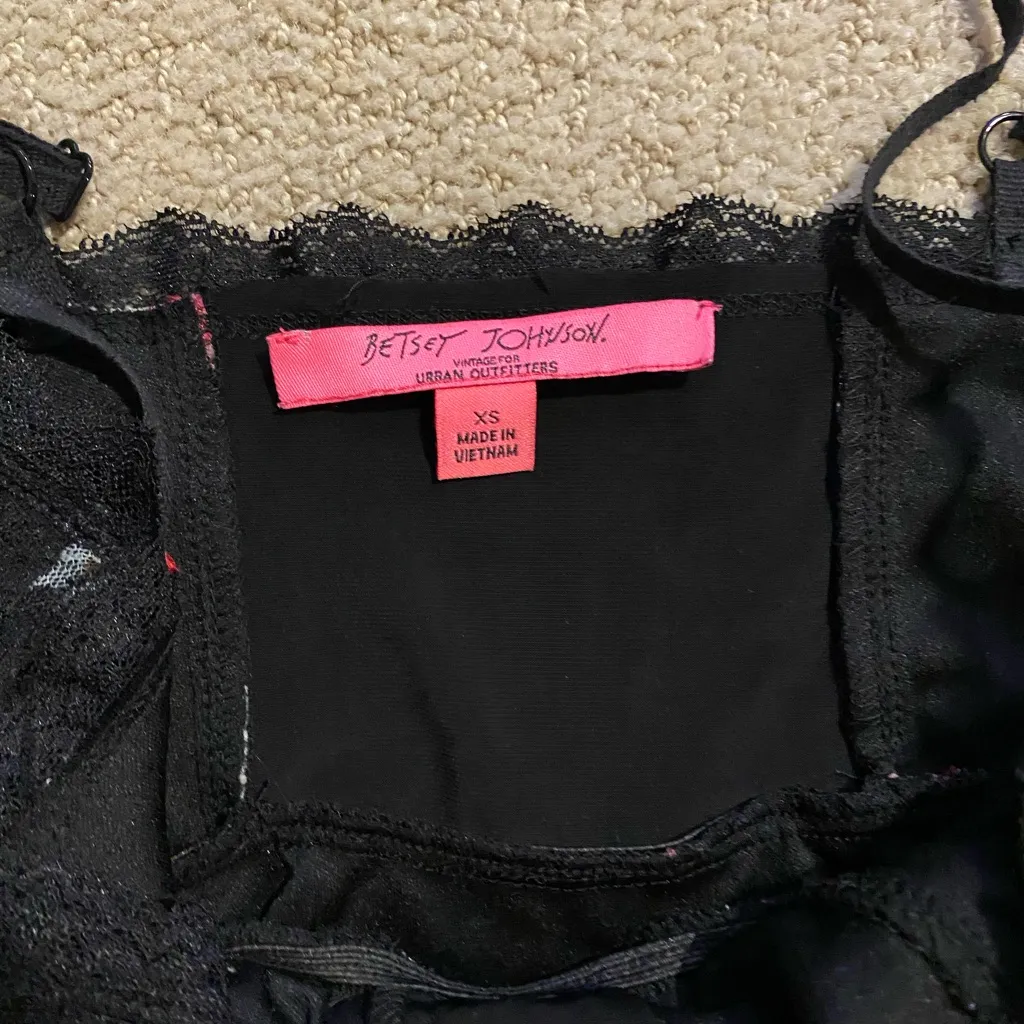 BETSEY JOHNSON.
VINTAGE FOR
URBAN OUTFITTERS
XS
MADE IN
VIETNAM